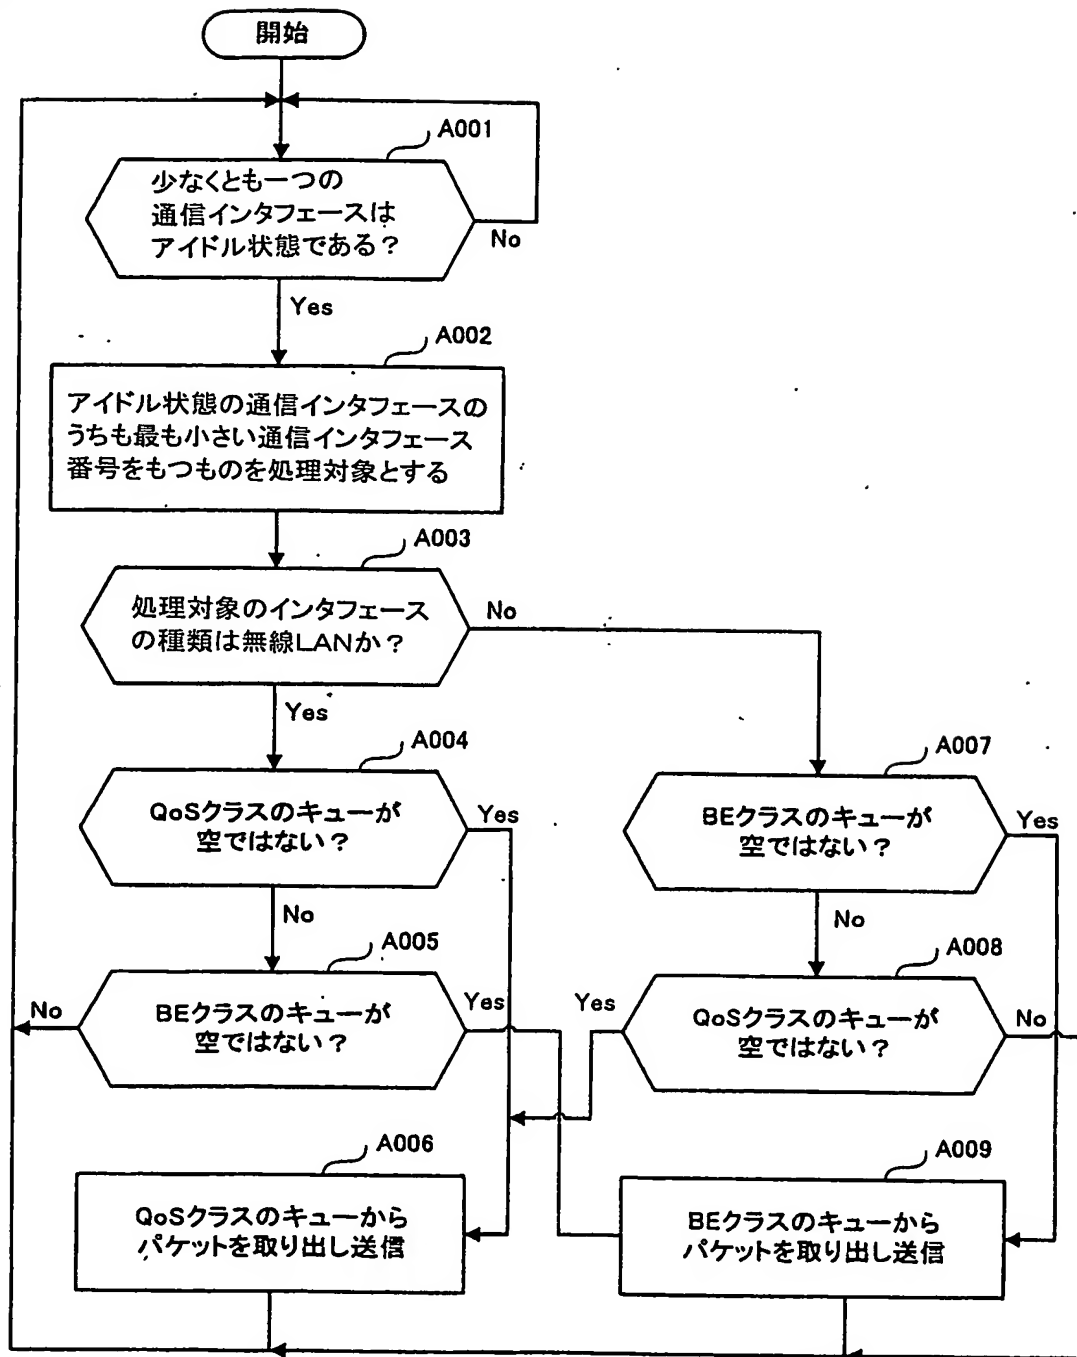 開始
A001
少なくとも一つの
通信インタフェースは
アイドル状態である？
No
Yes
A002
アイドル状態の通信インタフェースの
うちも最も小さい通信インタフェース
番号をもつものを処理対象とする
A003
処理対象のインタフェース
の種類は無線LANか？
No
Yes
A004
QoSクラスのキューが
空ではない？
Yes
No
A007
BEクラスのキューが
空ではない？
Yes
No
A005
BEクラスのキューが
空ではない？
No
Yes
A008
QoSクラスのキューが
空ではない？
Yes
No
A006
QoSクラスのキューから
パケットを取り出し送信
A009
BEクラスのキューから
パケットを取り出し送信